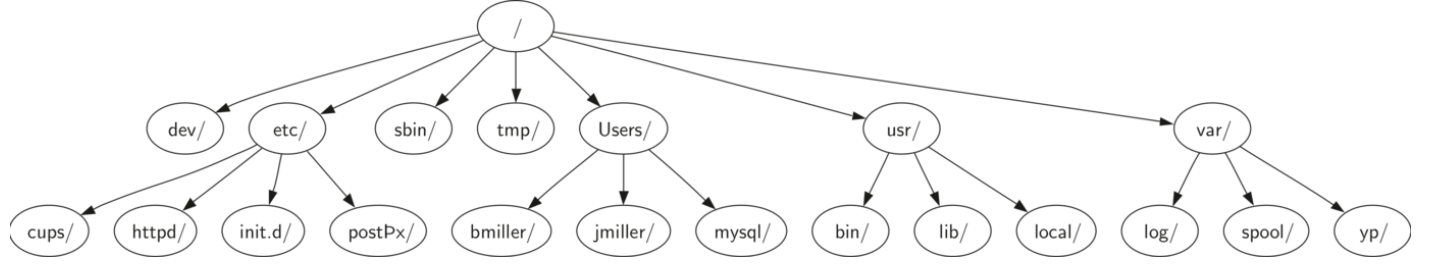 /
dev/ etc/ sbin/ tmp/ Users/ usr/ var/
cups/ httpd/ init.d/ postÞx/ bmiller/ jmiller/ mysql/ bin/ lib/ local/ log/ spool/ yp/